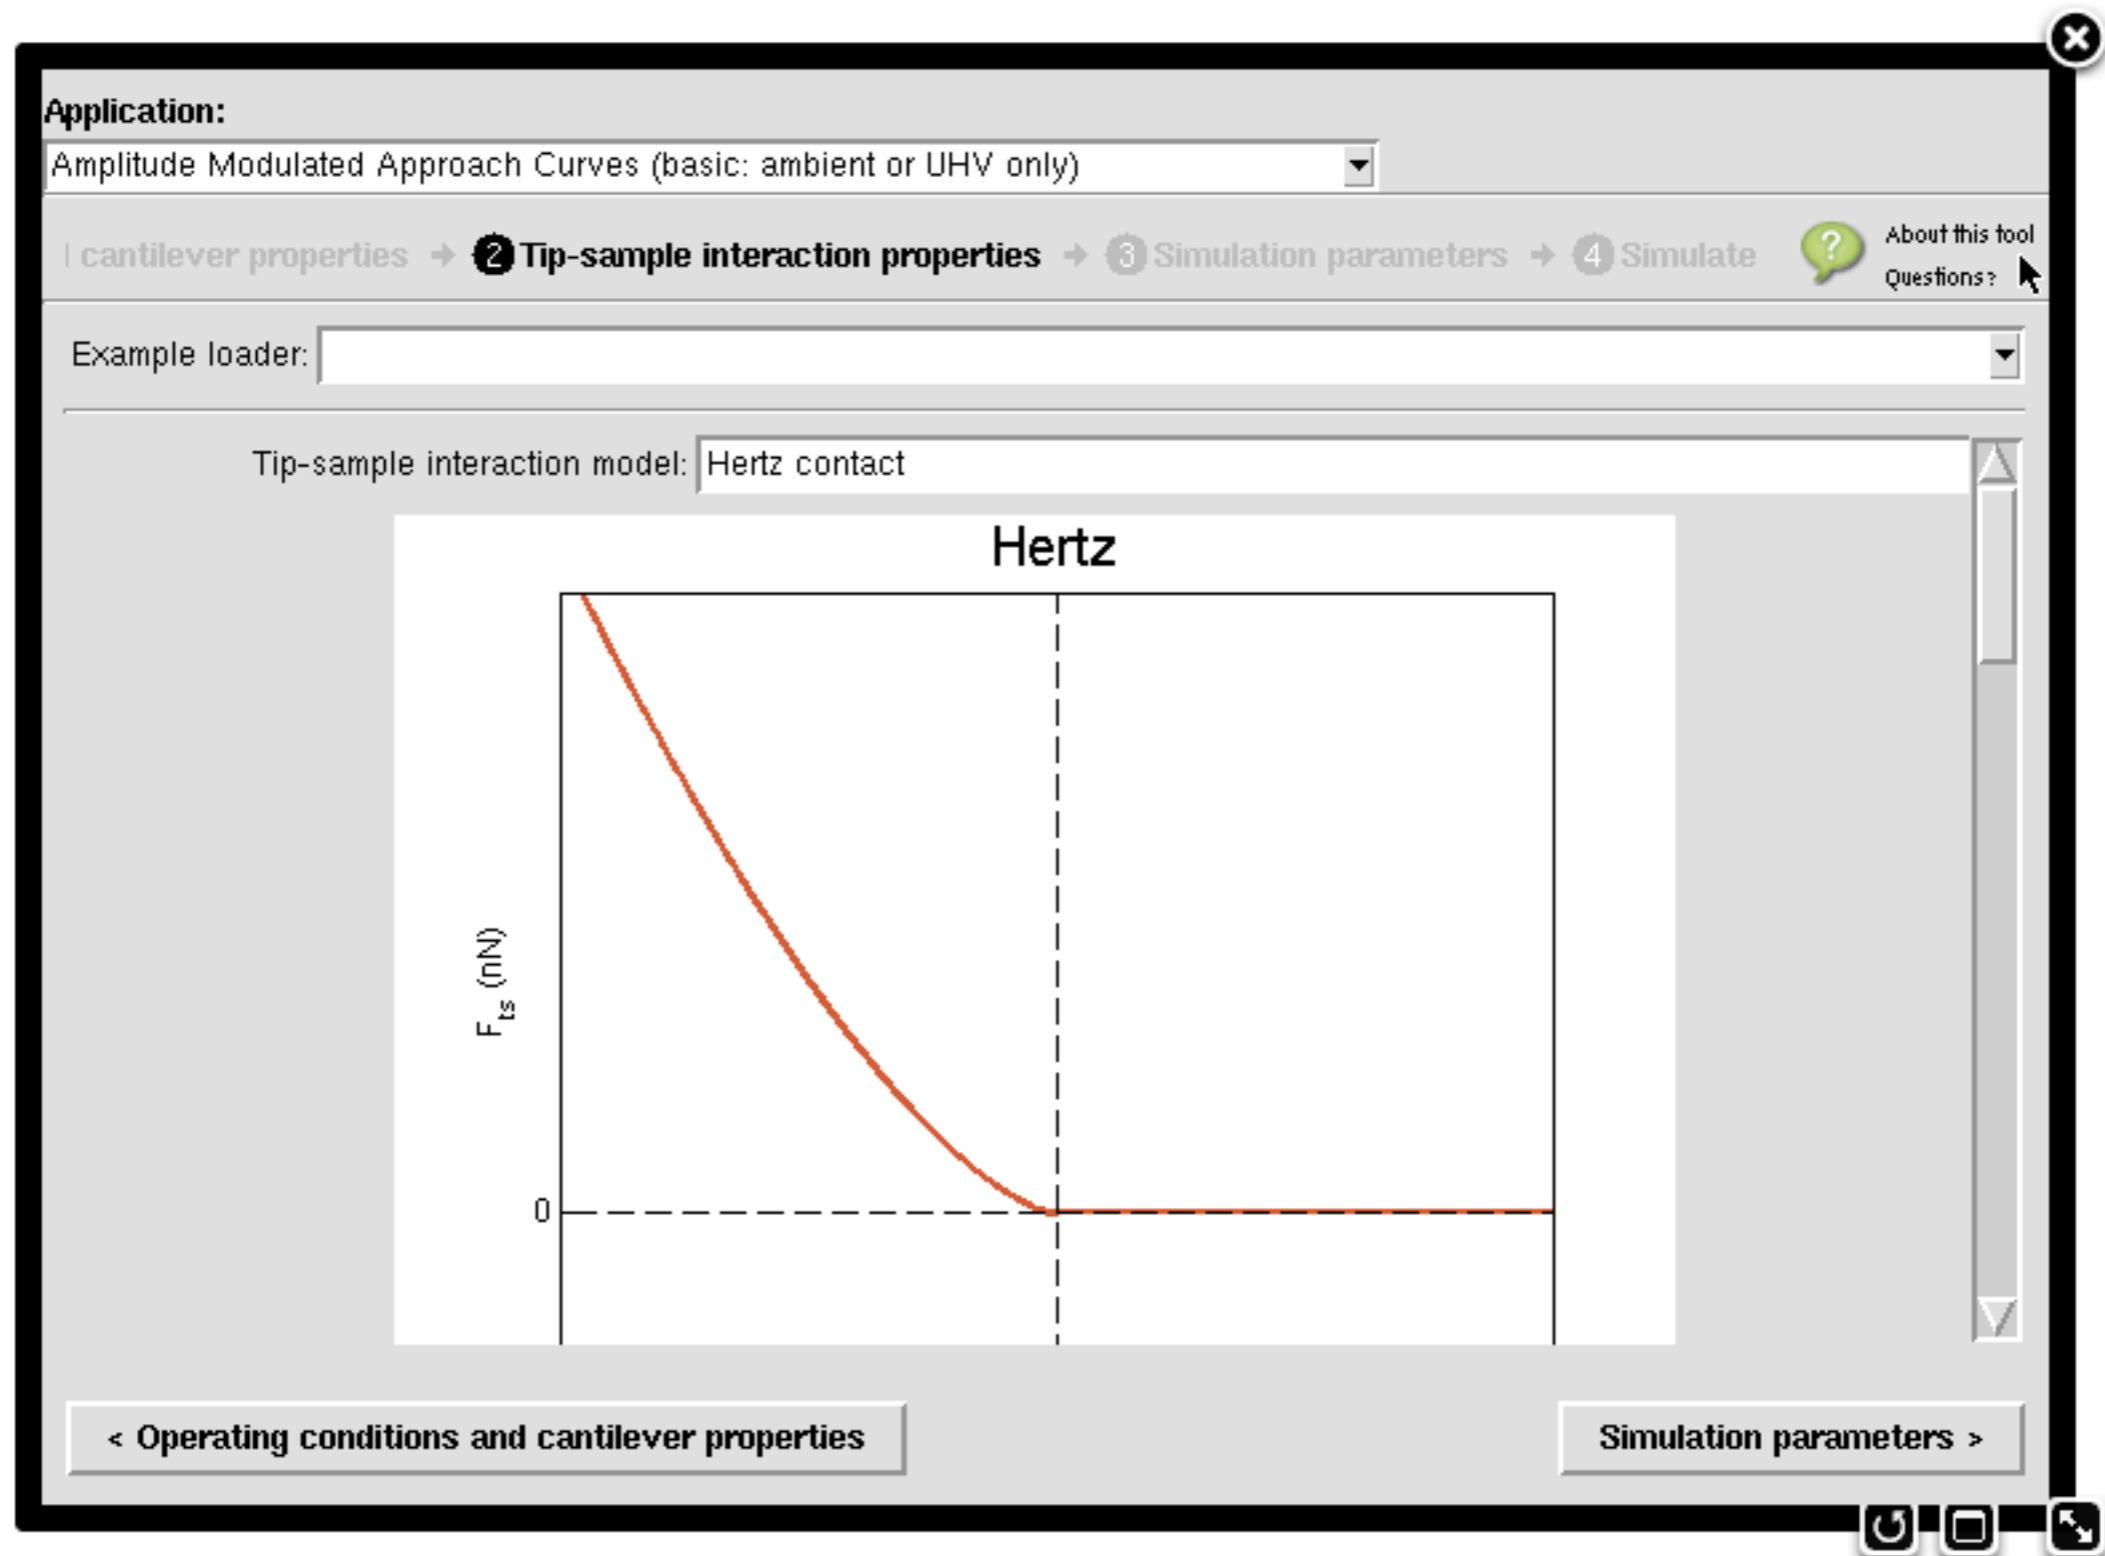 Application:
Amplitude Modulated Approach Curves (basic: ambient or UHV only)
cantilever properties → 2 Tip-sample interaction properties → 3 Simulation parameters → 4 Simulate
? About this tool
Questions?
Example loader:
Tip-sample interaction model: Hertz contact
Hertz
F_ts (nN)
0
< Operating conditions and cantilever properties
Simulation parameters >